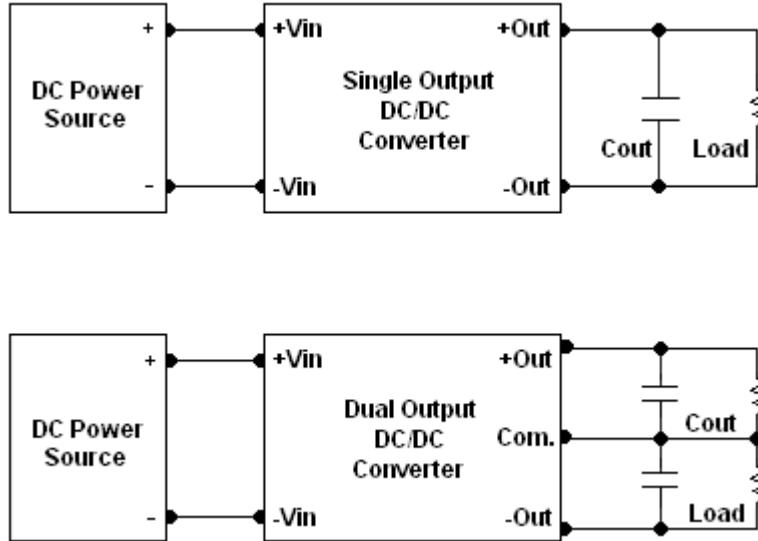 + +Vin +Out
DC Power
Source
Single Output
DC/DC
Converter
Cout Load
- -Vin -Out
+ +Vin +Out
DC Power
Source
Dual Output
DC/DC
Converter
Com.
Cout
- -Vin -Out
Load